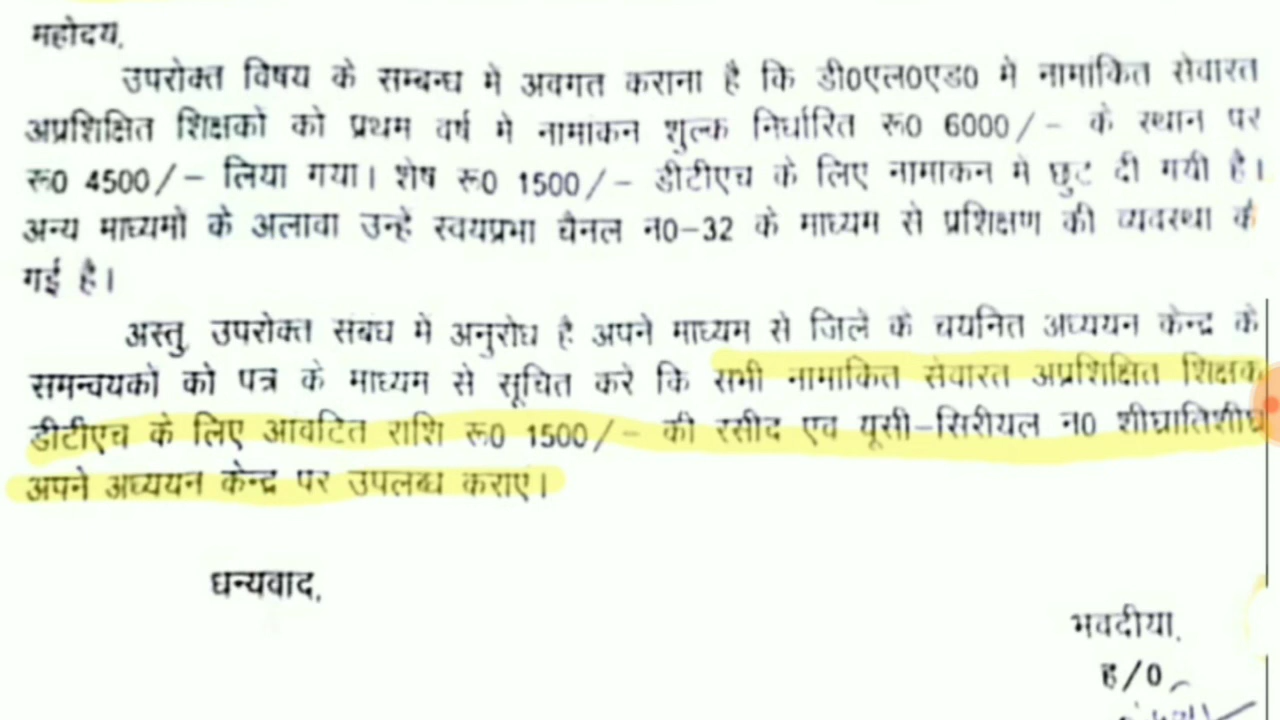 महोदय,
उपरोक्त विषय के सम्बन्ध मे अवगत कराना है कि डी0एल0एड0 मे नामांकित सेवारत
अप्रशिक्षित शिक्षको को प्रथम वर्ष मे नामांकन शुल्क निर्धारित रू0 6000/- के स्थान पर
रू0 4500/- लिया गया। शेष रू0 1500/- डीटीएच के लिए नामाकन मे छुट दी गयी है।
अन्य माध्यमों के अलावा उन्हे स्वयप्रभा चैनल न0-32 के माध्यम से प्रशिक्षण की व्यवस्था की
गई है।
अस्तु, उपरोक्त संबध मे अनुरोध है अपने माध्यम से जिले के चयनित अध्ययन केन्द्र के
समन्वयकों को पत्र के माध्यम से सूचित करे कि सभी नामाकित सेवारत अप्रशिक्षित शिक्षक
डीटीएच के लिए आवटित राशि रू0 1500/- की रसीद एव यूसी-सिरीयल न0 शीघ्रातिशीघ्र
अपने अध्ययन केन्द्र पर उपलब्ध कराए।
धन्यवाद,
भवदीया,
ह/0